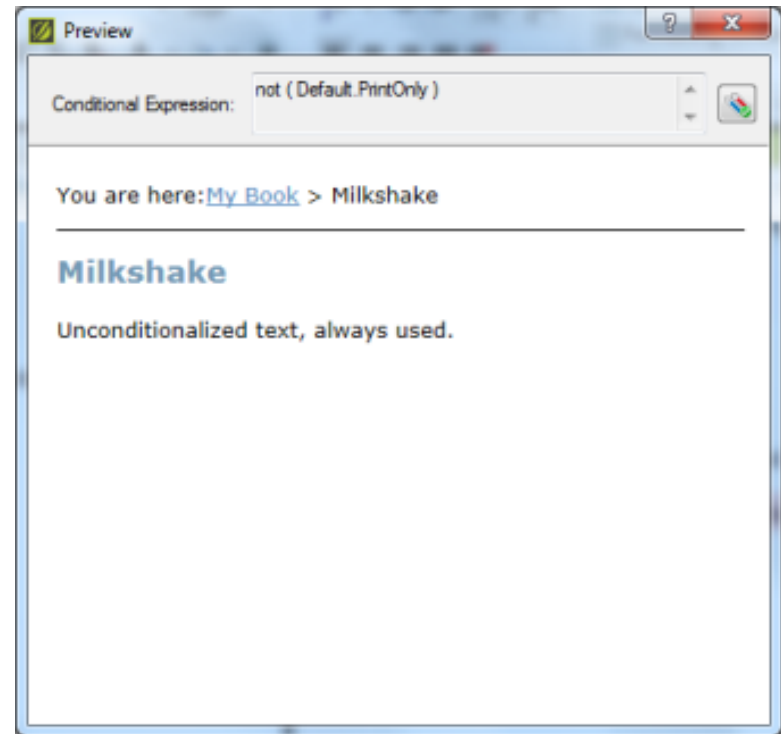 Preview
Conditional Expression: not ( Default.PrintOnly )
You are here:My Book > Milkshake
Milkshake
Unconditionalized text, always used.